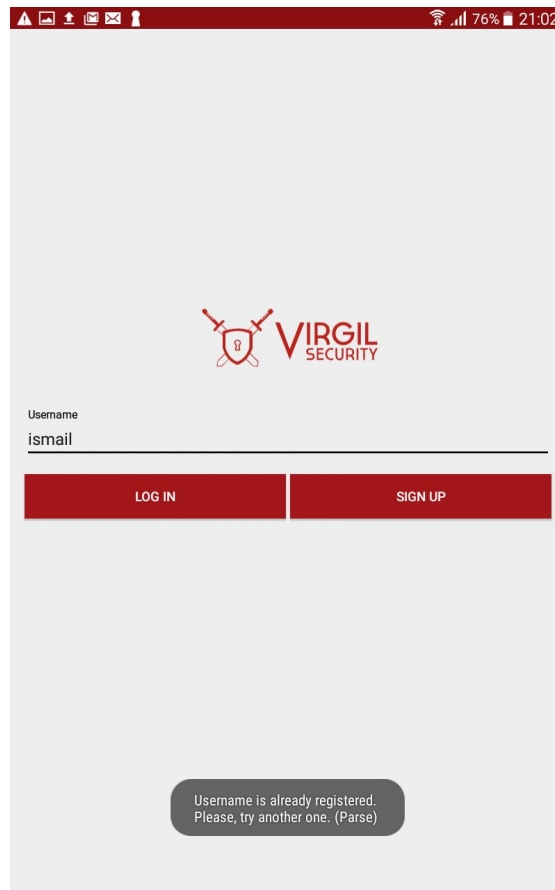 76% 21:02
VIRGIL
SECURITY
Username
ismail
LOG IN SIGN UP
Username is already registered.
Please, try another one. (Parse)